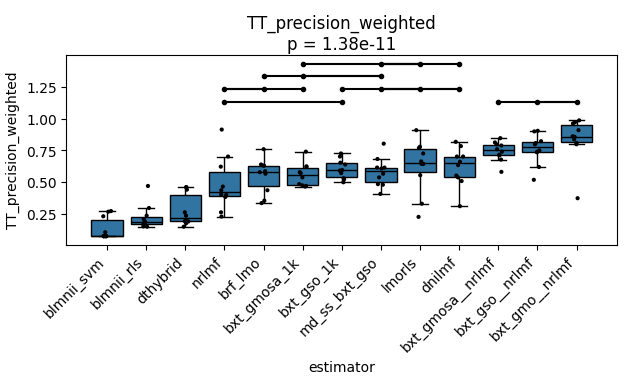 TT_precision_weighted
p = 1.38e-11
TT_precision_weighted
1.25
1.00
0.75
0.50
0.25
blmnii_svm
blmnii_rls
dthybrid
nrlmf
brf_lmo
bxt_gmosa_1k
bxt_gso_1k
md_ss_bxt_gso
lmorls
dnilmf
bxt_gmosa__nrlmf
bxt_gso__nrlmf
bxt_gmo__nrlmf
estimator